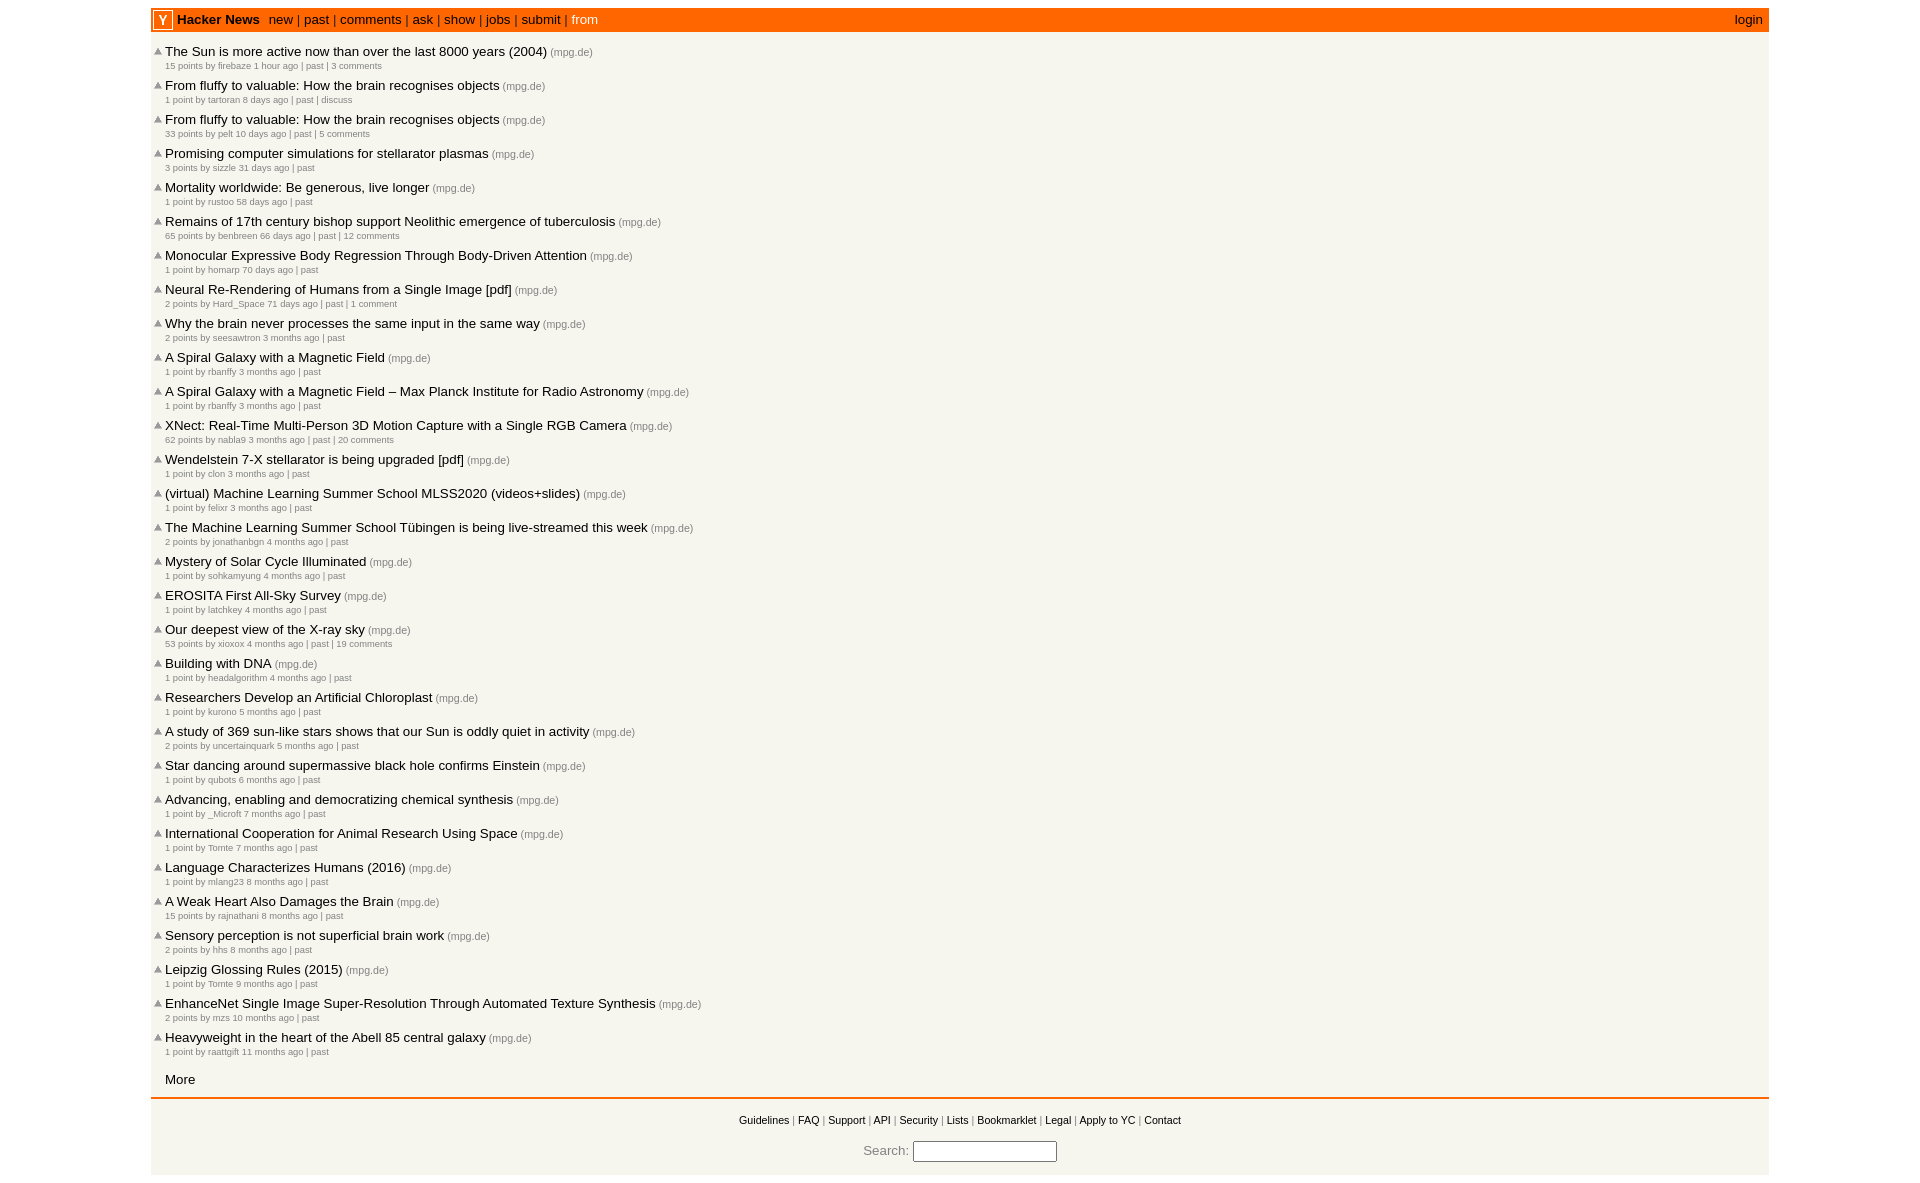 Y Hacker News new | past | comments | ask | show | jobs | submit | from login
The Sun is more active now than over the last 8000 years (2004) (mpg.de)
15 points by firebaze 1 hour ago | past | 3 comments
From fluffy to valuable: How the brain recognises objects (mpg.de)
1 point by tartoran 8 days ago | past | discuss
From fluffy to valuable: How the brain recognises objects (mpg.de)
33 points by pelt 10 days ago | past | 5 comments
Promising computer simulations for stellarator plasmas (mpg.de)
3 points by sizzle 31 days ago | past
Mortality worldwide: Be generous, live longer (mpg.de)
1 point by rustoo 58 days ago | past
Remains of 17th century bishop support Neolithic emergence of tuberculosis (mpg.de)
65 points by benbreen 66 days ago | past | 12 comments
Monocular Expressive Body Regression Through Body-Driven Attention (mpg.de)
1 point by homarp 70 days ago | past
Neural Re-Rendering of Humans from a Single Image [pdf] (mpg.de)
2 points by Hard_Space 71 days ago | past | 1 comment
Why the brain never processes the same input in the same way (mpg.de)
2 points by seesawtron 3 months ago | past
A Spiral Galaxy with a Magnetic Field (mpg.de)
1 point by rbanffy 3 months ago | past
A Spiral Galaxy with a Magnetic Field – Max Planck Institute for Radio Astronomy (mpg.de)
1 point by rbanffy 3 months ago | past
XNect: Real-Time Multi-Person 3D Motion Capture with a Single RGB Camera (mpg.de)
62 points by nabla9 3 months ago | past | 20 comments
Wendelstein 7-X stellarator is being upgraded [pdf] (mpg.de)
1 point by clon 3 months ago | past
(virtual) Machine Learning Summer School MLSS2020 (videos+slides) (mpg.de)
1 point by felixr 3 months ago | past
The Machine Learning Summer School Tübingen is being live-streamed this week (mpg.de)
2 points by jonathanbgn 4 months ago | past
Mystery of Solar Cycle Illuminated (mpg.de)
1 point by sohkamyung 4 months ago | past
EROSITA First All-Sky Survey (mpg.de)
1 point by latchkey 4 months ago | past
Our deepest view of the X-ray sky (mpg.de)
53 points by xioxox 4 months ago | past | 19 comments
Building with DNA (mpg.de)
1 point by headalgorithm 4 months ago | past
Researchers Develop an Artificial Chloroplast (mpg.de)
1 point by kurono 5 months ago | past
A study of 369 sun-like stars shows that our Sun is oddly quiet in activity (mpg.de)
2 points by uncertainquark 5 months ago | past
Star dancing around supermassive black hole confirms Einstein (mpg.de)
1 point by qubots 6 months ago | past
Advancing, enabling and democratizing chemical synthesis (mpg.de)
1 point by _Microft 7 months ago | past
International Cooperation for Animal Research Using Space (mpg.de)
1 point by Tomte 7 months ago | past
Language Characterizes Humans (2016) (mpg.de)
1 point by mlang23 8 months ago | past
A Weak Heart Also Damages the Brain (mpg.de)
15 points by rajnathani 8 months ago | past
Sensory perception is not superficial brain work (mpg.de)
2 points by hhs 8 months ago | past
Leipzig Glossing Rules (2015) (mpg.de)
1 point by Tomte 9 months ago | past
EnhanceNet Single Image Super-Resolution Through Automated Texture Synthesis (mpg.de)
2 points by mzs 10 months ago | past
Heavyweight in the heart of the Abell 85 central galaxy (mpg.de)
1 point by raattgift 11 months ago | past
More
Guidelines | FAQ | Support | API | Security | Lists | Bookmarklet | Legal | Apply to YC | Contact
Search: